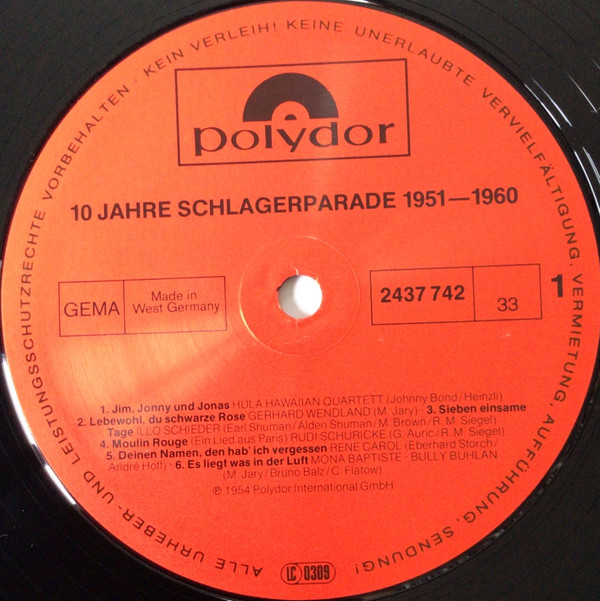 ALLE URHEBER- UND LEISTUNGSSCHUTZRECHTE VORBEHALTEN · KEIN VERLEIH! KEINE UNERLAUBTE VERVIELFÄLTIGUNG, VERMIETUNG, AUFFÜHRUNG, SENDUNG!
polydor
10 JAHRE SCHLAGERPARADE 1951—1960
GEMA
Made in
West Germany
2437 742
33
1
1. Jim, Jonny und Jonas HULA HAWAIIAN QUARTETT (Johnny Bond/Heinzli)
2. Lebewohl, du schwarze Rose GERHARD WENDLAND (M. Jary) · 3. Sieben einsame
Tage ILLO SCHIEDER (Earl Shuman/Alden Shuman/M. Brown/R. M. Siegel)
4. Moulin Rouge (Ein Lied aus Paris) RUDI SCHURICKE (G. Auric/R. M. Siegel)
5. Deinen Namen, den hab' ich vergessen RENE CAROL (Eberhard Storch/
André Hoff) · 6. Es liegt was in der Luft MONA BAPTISTE · BULLY BUHLAN
(M. Jary/Bruno Balz/C. Flatow)
℗ 1954 Polydor International GmbH
LC 0309